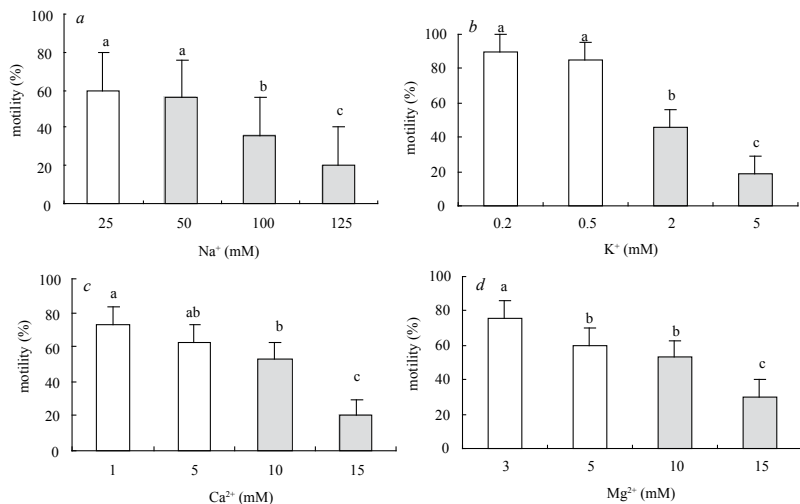 a
motility (%)
100
80
60
40
20
0
a
a
b
c
25 50 100 125
Na⁺ (mM)
b
motility (%)
100
80
60
40
20
0
a
a
b
c
0.2 0.5 2 5
K⁺ (mM)
c
motility (%)
100
80
60
40
20
0
a
ab
b
c
1 5 10 15
Ca²⁺ (mM)
d
motility (%)
100
80
60
40
20
0
a
b
b
c
3 5 10 15
Mg²⁺ (mM)